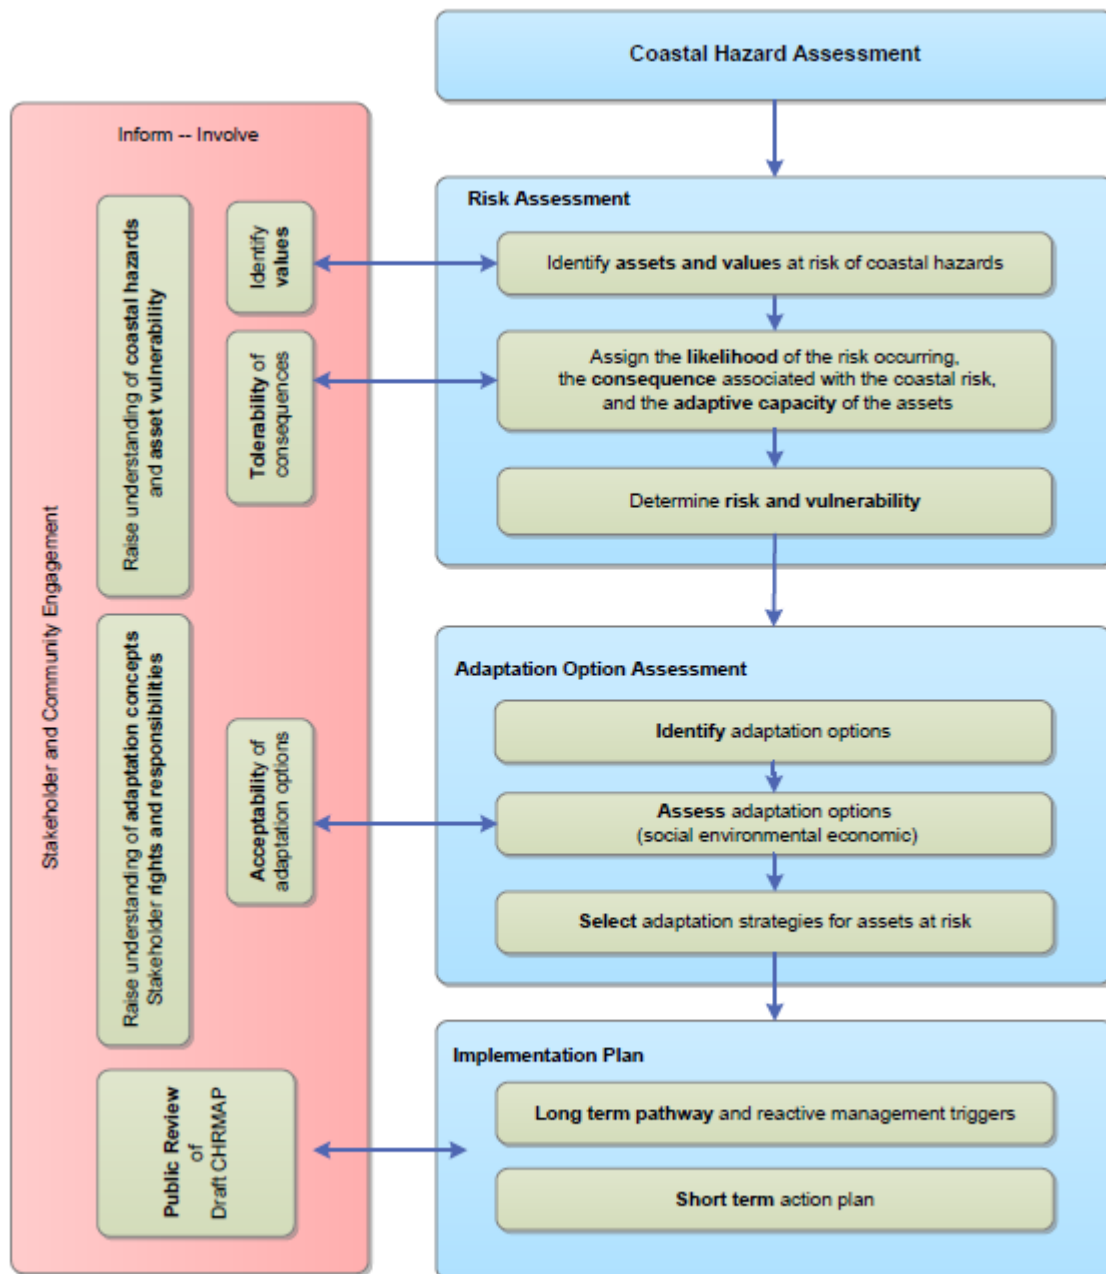 Coastal Hazard Assessment
Stakeholder and Community Engagement
Inform -- Involve
Raise understanding of coastal hazards
and asset vulnerability
Identify
values
Tolerability of
consequences
Raise understanding of adaptation concepts
Stakeholder rights and responsibilities
Acceptability of
adaptation options
Public Review
of
Draft CHRMAP
Risk Assessment
Identify assets and values at risk of coastal hazards
Assign the likelihood of the risk occurring,
the consequence associated with the coastal risk,
and the adaptive capacity of the assets
Determine risk and vulnerability
Adaptation Option Assessment
Identify adaptation options
Assess adaptation options
(social environmental economic)
Select adaptation strategies for assets at risk
Implementation Plan
Long term pathway and reactive management triggers
Short term action plan